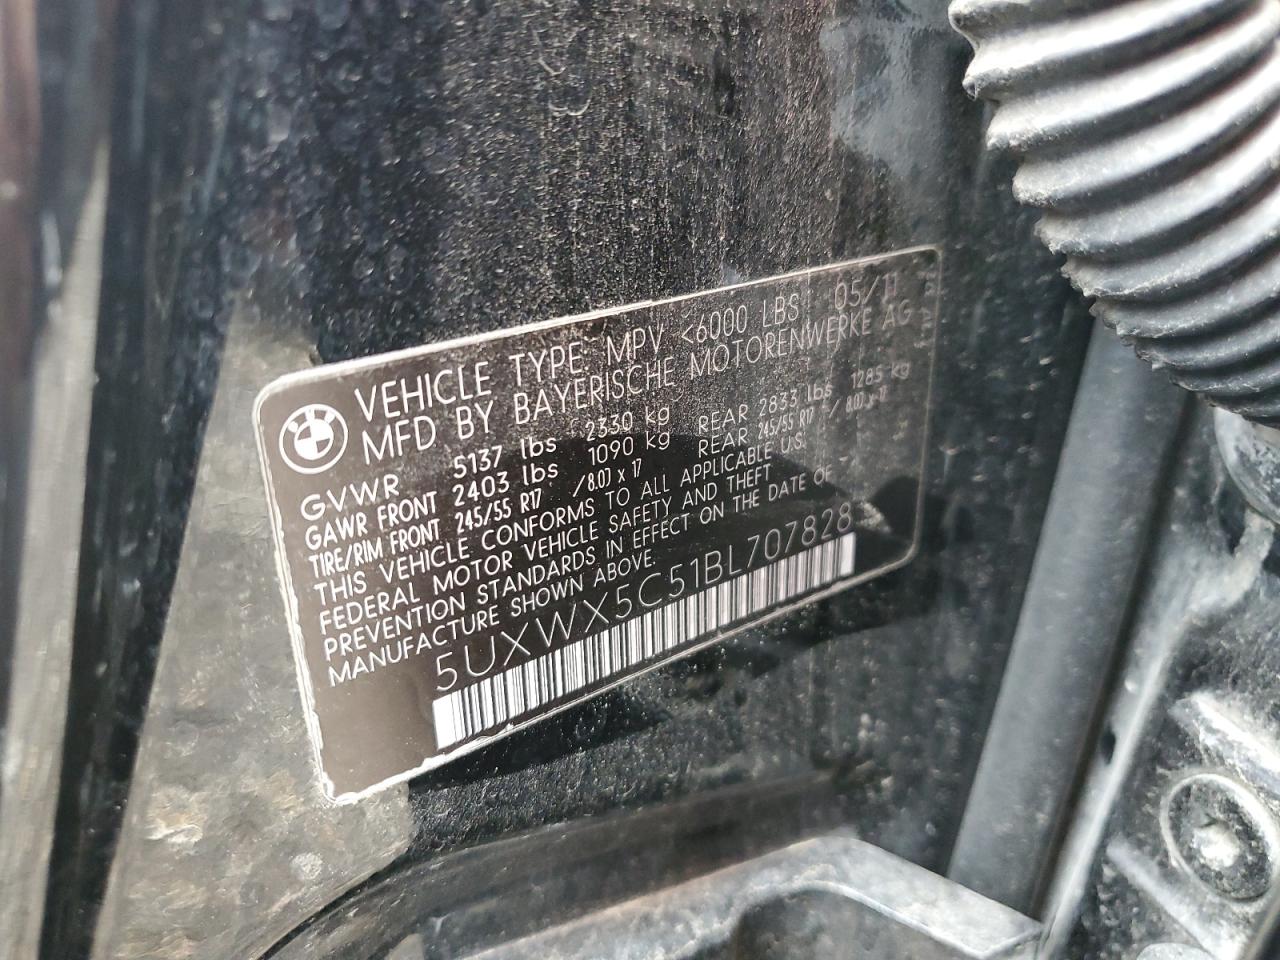 VEHICLE TYPE: MPV <6000 LBS 05/11
MFD BY BAYERISCHE MOTORENWERKE AG
GVWR 5137 lbs 2330 kg
GAWR FRONT 2403 lbs 1090 kg REAR 2833 lbs 1285 kg
TIRE/RIM FRONT 245/55 R17 /8.0J x 17 REAR 245/55 R17 /8.0J x 17
THIS VEHICLE CONFORMS TO ALL APPLICABLE U.S.
FEDERAL MOTOR VEHICLE SAFETY AND THEFT
PREVENTION STANDARDS IN EFFECT ON THE DATE OF
MANUFACTURE SHOWN ABOVE.
5UXWX5C51BL707828